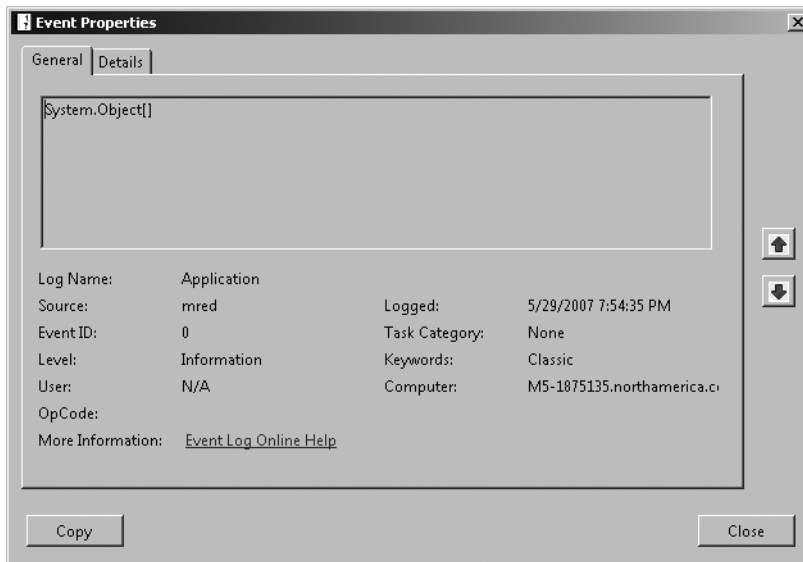 Event Properties
General Details
System.Object[]
Log Name: Application
Source: mred Logged: 5/29/2007 7:54:35 PM
Event ID: 0 Task Category: None
Level: Information Keywords: Classic
User: N/A Computer: M5-1875135.northamerica.c
OpCode:
More Information: Event Log Online Help
Copy Close